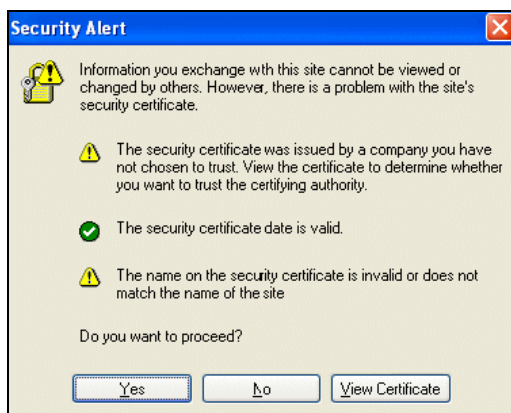 Security Alert
Information you exchange wth this site cannot be viewed or
changed by others. However, there is a problem with the site's
security certificate.
The security certificate was issued by a company you have
not chosen to trust. View the certificate to determine whether
you want to trust the certifying authority.
The security certificate date is valid.
The name on the security certificate is invalid or does not
match the name of the site
Do you want to proceed?
Yes
No
View Certificate